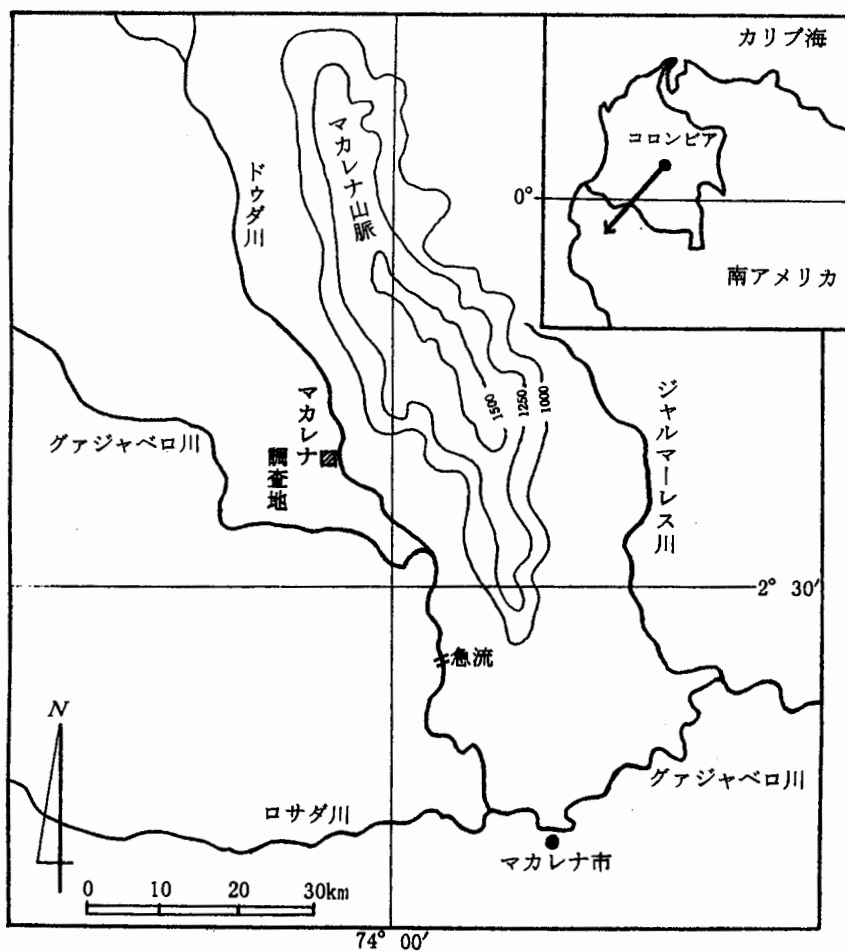 カリブ海
コロンビア
0°
南アメリカ
マカレナ山脈
ドゥダ川
1500
1250
1000
ジャルマーレス川
グァジャベロ川
マカレナ
調査地
2° 30′
急流
N
グァジャベロ川
ロサダ川
マカレナ市
0 10 20 30km
74° 00′